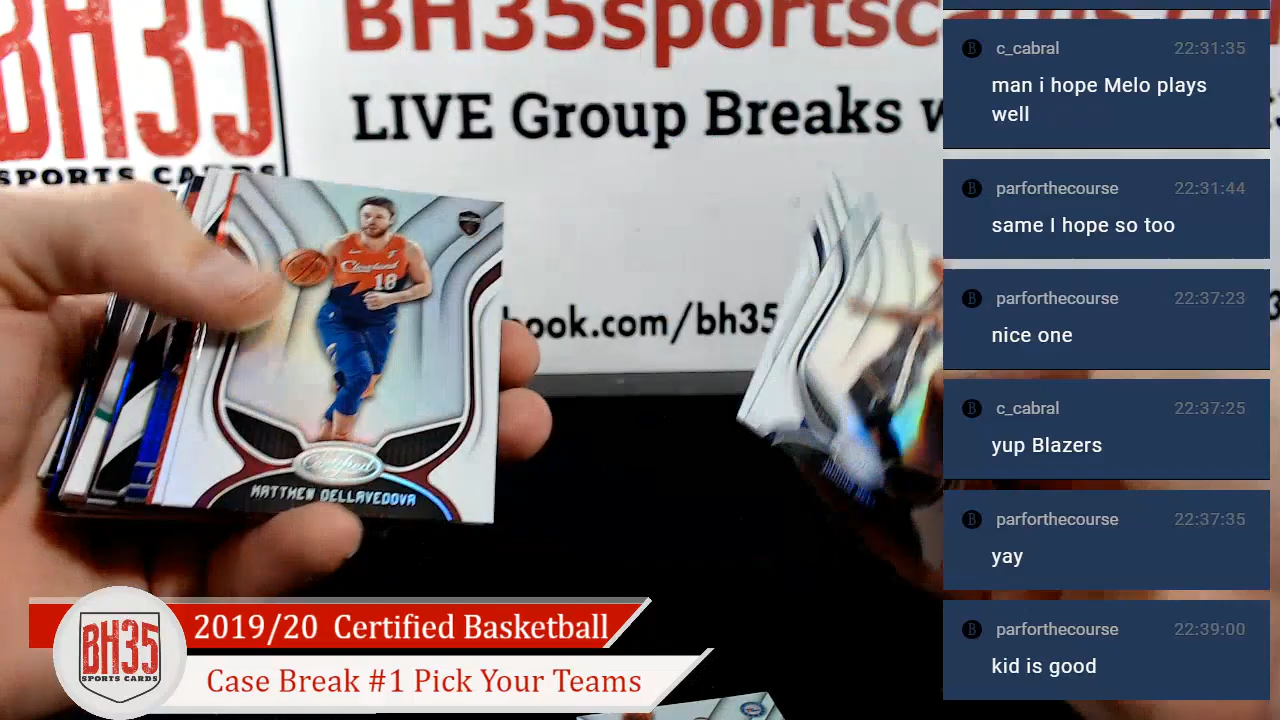 BH35
SPORTS CARDS
BH35sportsc
LIVE Group Breaks w
book.com/bh35
Cleveland
18
Certified
MATTHEW DELLAVEDOVA
BH35
SPORTS CARDS
2019/20 Certified Basketball
Case Break #1 Pick Your Teams
c_cabral 22:31:35
man i hope Melo plays
well
parforthecourse 22:31:44
same I hope so too
parforthecourse 22:37:23
nice one
c_cabral 22:37:25
yup Blazers
parforthecourse 22:37:35
yay
parforthecourse 22:39:00
kid is good